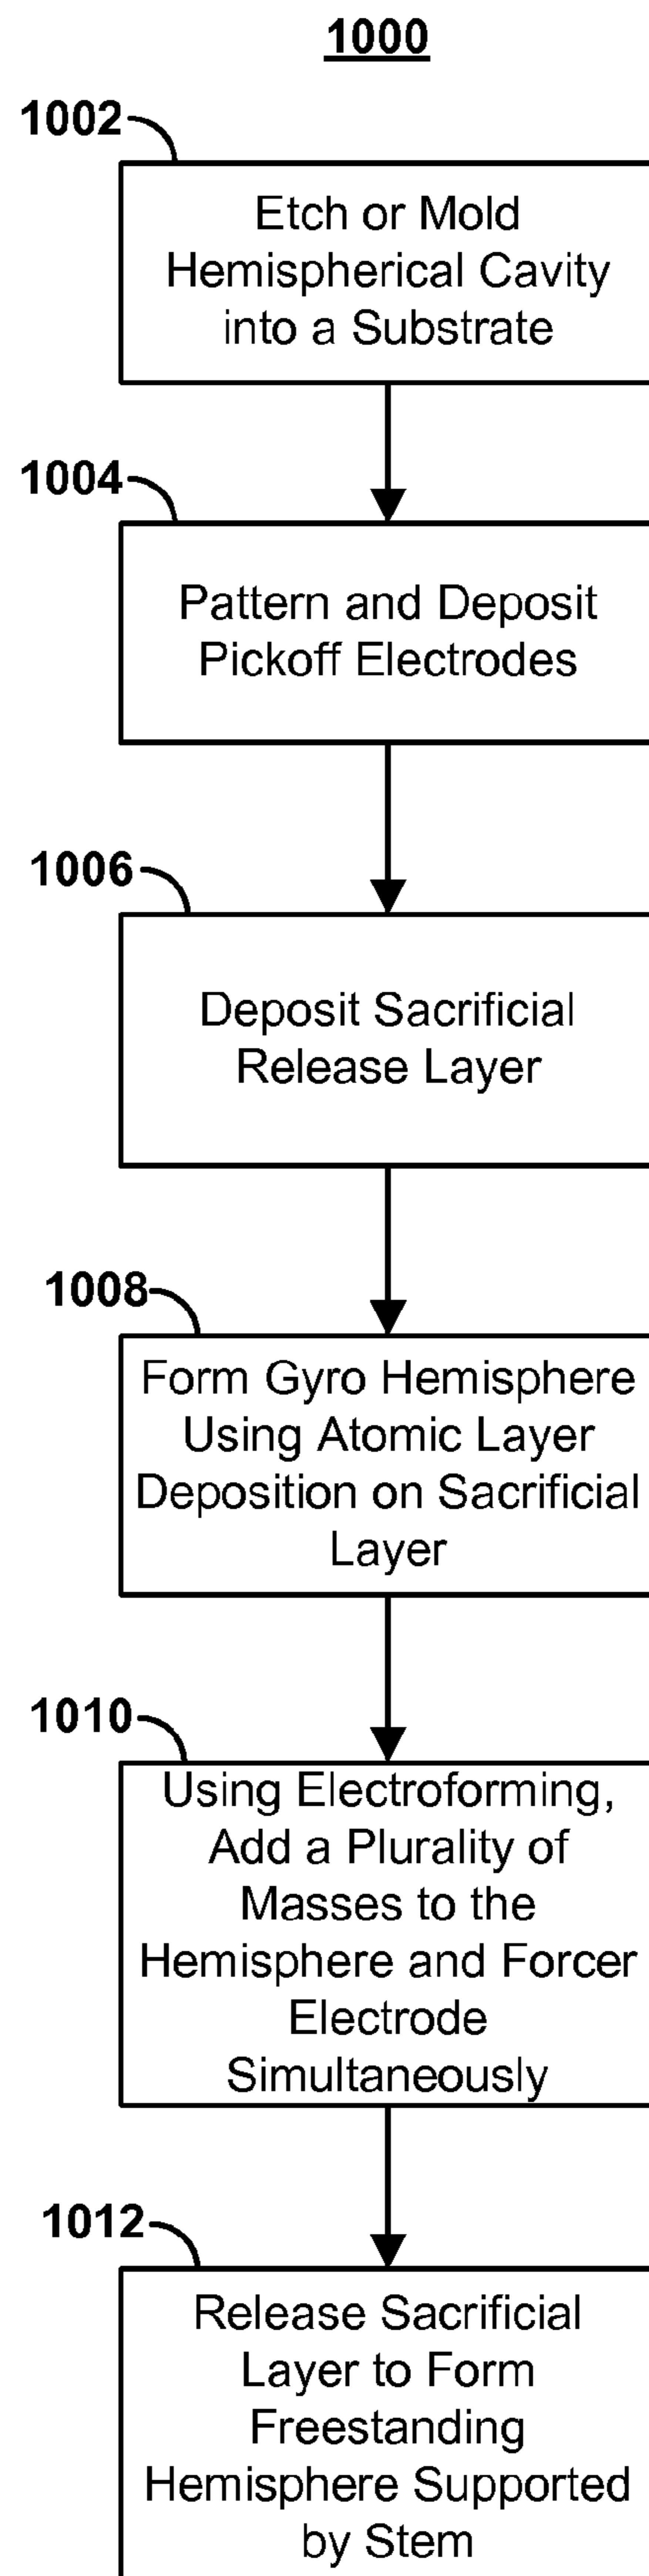 1000
1002
Etch or Mold
Hemispherical Cavity
into a Substrate
1004
Pattern and Deposit
Pickoff Electrodes
1006
Deposit Sacrificial
Release Layer
1008
Form Gyro Hemisphere
Using Atomic Layer
Deposition on Sacrificial
Layer
1010
Using Electroforming,
Add a Plurality of
Masses to the
Hemisphere and Forcer
Electrode
Simultaneously
1012
Release Sacrificial
Layer to Form
Freestanding
Hemisphere Supported
by Stem